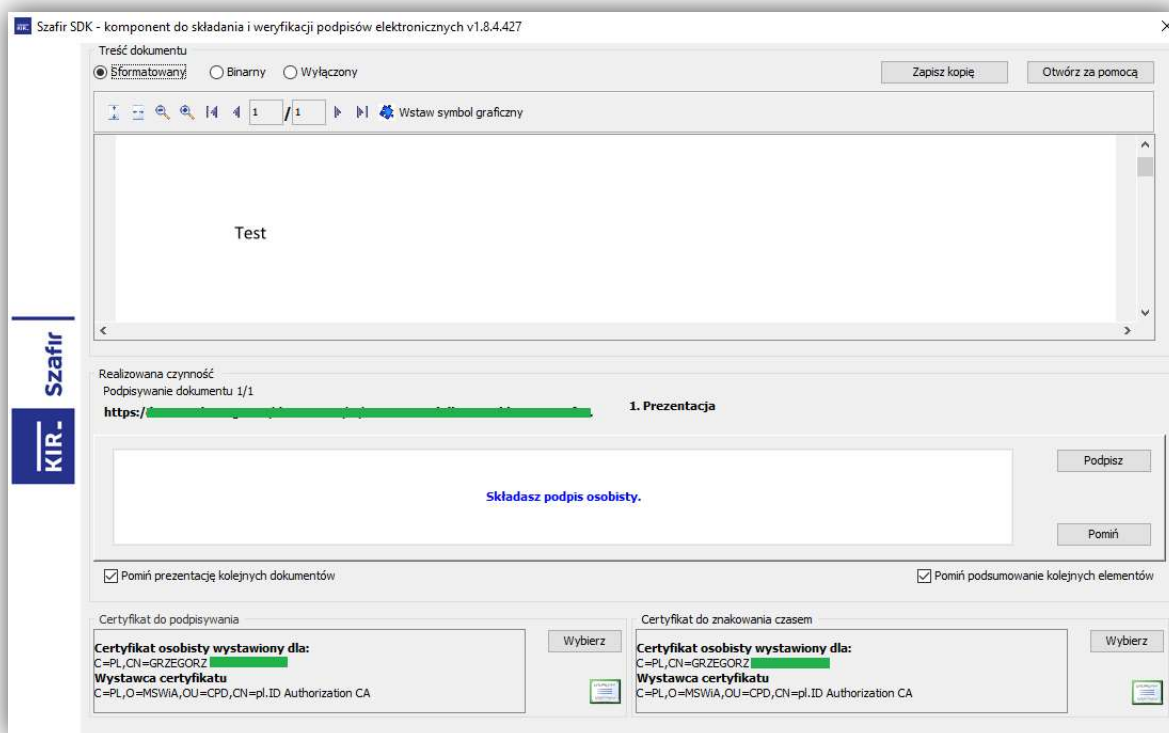 KIR. Szafir SDK - komponent do składania i weryfikacji podpisów elektronicznych v1.8.4.427
Treść dokumentu
Sformatowany Binarny Wyłączony Zapisz kopię Otwórz za pomocą
1 / 1 Wstaw symbol graficzny
Test
Realizowana czynność
Podpisywanie dokumentu 1/1
https:/ 1. Prezentacja
Składasz podpis osobisty.
Podpisz
Pomiń
Pomiń prezentację kolejnych dokumentów Pomiń podsumowanie kolejnych elementów
KIR. Szafir
Certyfikat do podpisywania
Certyfikat osobisty wystawiony dla:
C=PL,CN=GRZEGORZ
Wystawca certyfikatu
C=PL,O=MSWiA,OU=CPD,CN=pl.ID Authorization CA
Wybierz
Certyfikat do znakowania czasem
Certyfikat osobisty wystawiony dla:
C=PL,CN=GRZEGORZ
Wystawca certyfikatu
C=PL,O=MSWiA,OU=CPD,CN=pl.ID Authorization CA
Wybierz